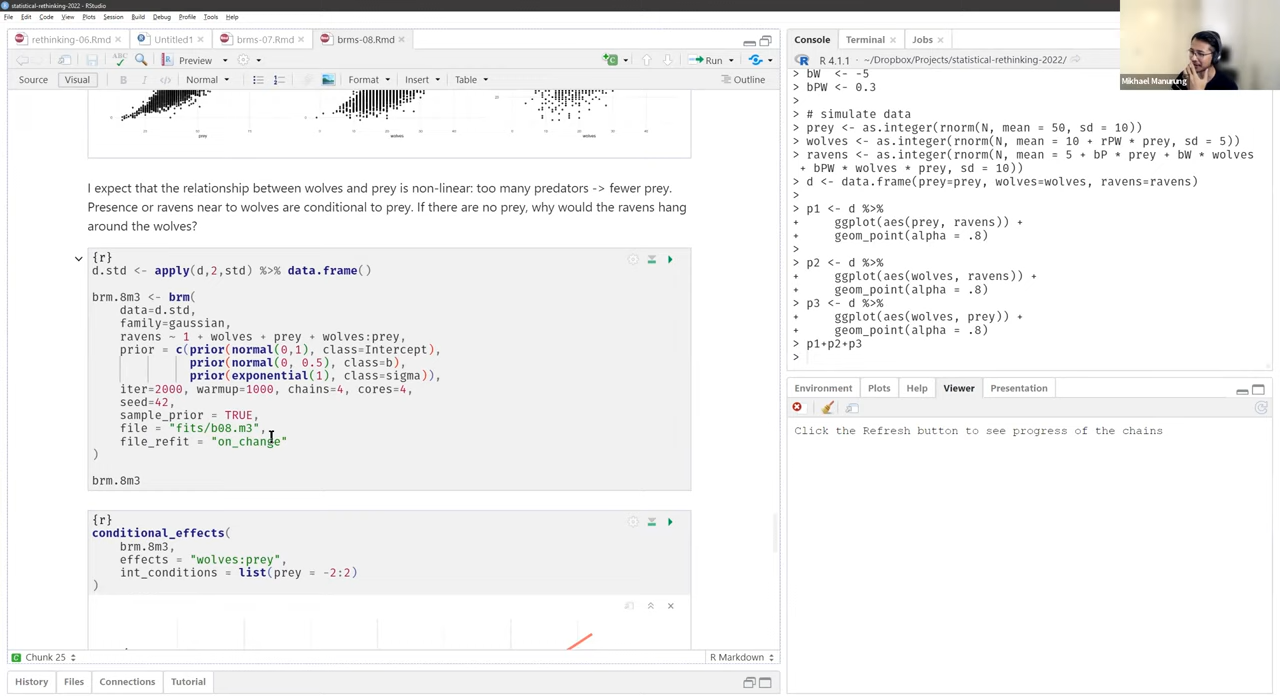 statistical-rethinking-2022 - RStudio
File Edit Code View Plots Session Build Debug Profile Tools Help
rethinking-06.Rmd Untitled1 brms-07.Rmd brms-08.Rmd
Preview Run
Source Visual B I Normal Format Insert Table Outline
prey wolves wolves
I expect that the relationship between wolves and prey is non-linear: too many predators -> fewer prey.
Presence or ravens near to wolves are conditional to prey. If there are no prey, why would the ravens hang
around the wolves?
{r}
d.std <- apply(d,2,std) %>% data.frame()
brm.8m3 <- brm(
data=d.std,
family=gaussian,
ravens ~ 1 + wolves + prey + wolves:prey,
prior = c(prior(normal(0,1), class=Intercept),
prior(normal(0, 0.5), class=b),
prior(exponential(1), class=sigma)),
iter=2000, warmup=1000, chains=4, cores=4,
seed=42,
sample_prior = TRUE,
file = "fits/b08.m3",
file_refit = "on_change"
)
brm.8m3
{r}
conditional_effects(
brm.8m3,
effects = "wolves:prey",
int_conditions = list(prey = -2:2)
)
Chunk 25 R Markdown
History Files Connections Tutorial
Console Terminal Jobs
R 4.1.1 · ~/Dropbox/Projects/statistical-rethinking-2022/
> bW <- -5
> bPW <- 0.3
>
> # simulate data
> prey <- as.integer(rnorm(N, mean = 50, sd = 10))
> wolves <- as.integer(rnorm(N, mean = 10 + rPW * prey, sd = 5))
> ravens <- as.integer(rnorm(N, mean = 5 + bP * prey + bW * wolves
+ bPW * wolves * prey, sd = 10))
> d <- data.frame(prey=prey, wolves=wolves, ravens=ravens)
>
> p1 <- d %>%
+ ggplot(aes(prey, ravens)) +
+ geom_point(alpha = .8)
>
> p2 <- d %>%
+ ggplot(aes(wolves, ravens)) +
+ geom_point(alpha = .8)
> p3 <- d %>%
+ ggplot(aes(wolves, prey)) +
+ geom_point(alpha = .8)
> p1+p2+p3
>
Environment Plots Help Viewer Presentation
Click the Refresh button to see progress of the chains
Mikhael Manurung